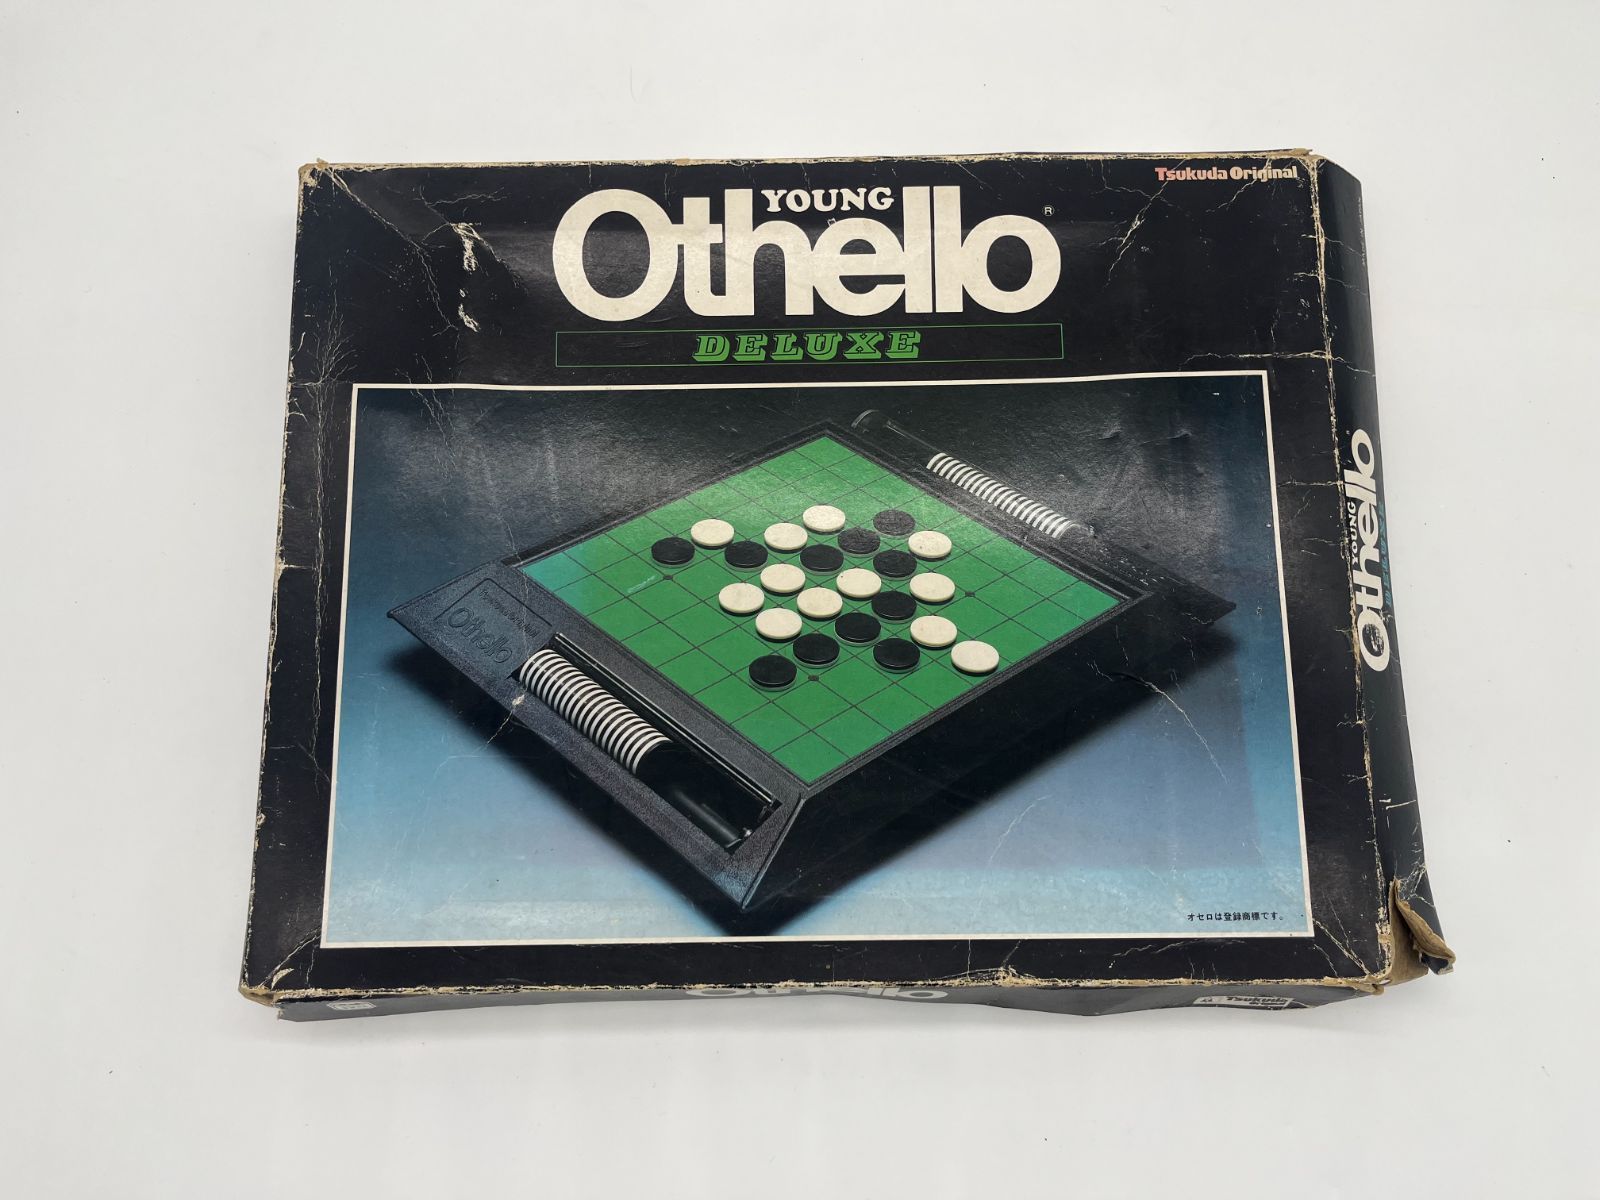 Tsukuda Original
YOUNG
Othello
®
DELUXE
Othello
オセロは登録商標です。
YOUNG
Othello
Othello
Tsukuda